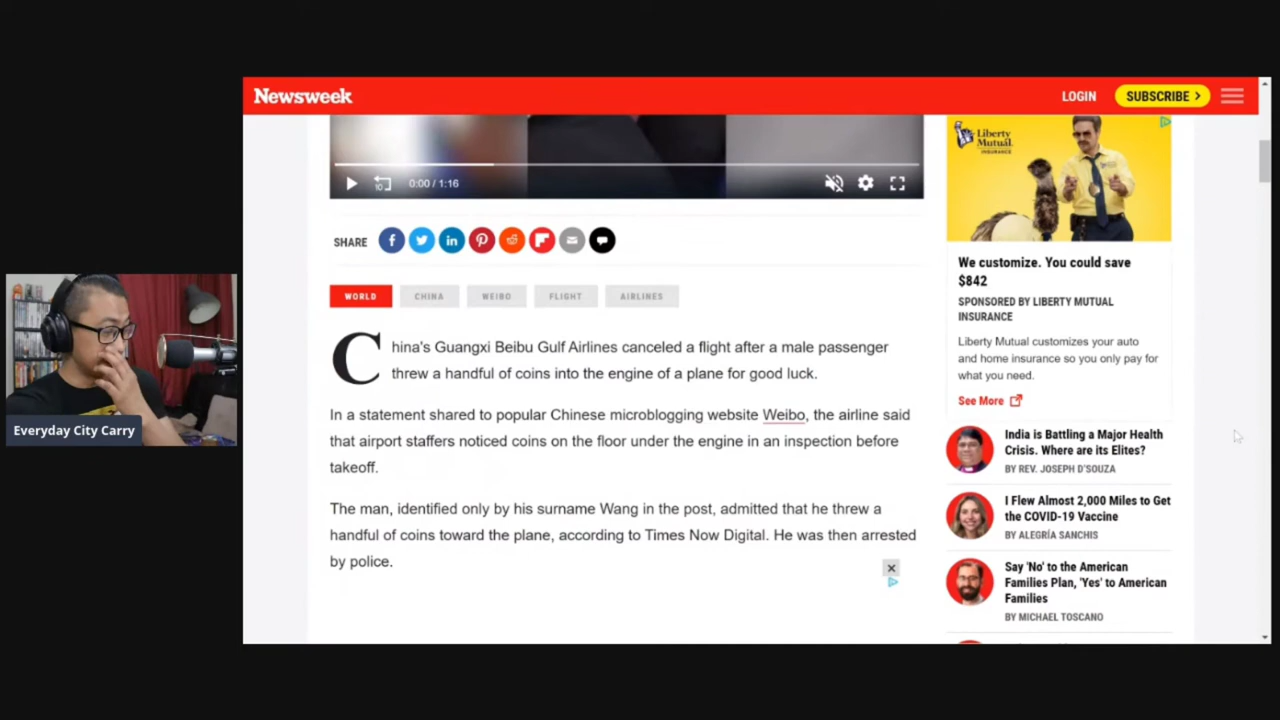 Newsweek
LOGIN
SUBSCRIBE >
0:00 / 1:16
10
SHARE
WORLD
CHINA
WEIBO
FLIGHT
AIRLINES
China's Guangxi Beibu Gulf Airlines canceled a flight after a male passenger
threw a handful of coins into the engine of a plane for good luck.
In a statement shared to popular Chinese microblogging website Weibo, the airline said
that airport staffers noticed coins on the floor under the engine in an inspection before
takeoff.
The man, identified only by his surname Wang in the post, admitted that he threw a
handful of coins toward the plane, according to Times Now Digital. He was then arrested
by police.
Liberty
Mutual.
INSURANCE
We customize. You could save
$842
SPONSORED BY LIBERTY MUTUAL
INSURANCE
Liberty Mutual customizes your auto
and home insurance so you only pay for
what you need.
See More
India is Battling a Major Health
Crisis. Where are its Elites?
BY REV. JOSEPH D'SOUZA
I Flew Almost 2,000 Miles to Get
the COVID-19 Vaccine
BY ALEGRÍA SANCHIS
Say 'No' to the American
Families Plan, 'Yes' to American
Families
BY MICHAEL TOSCANO
Everyday City Carry